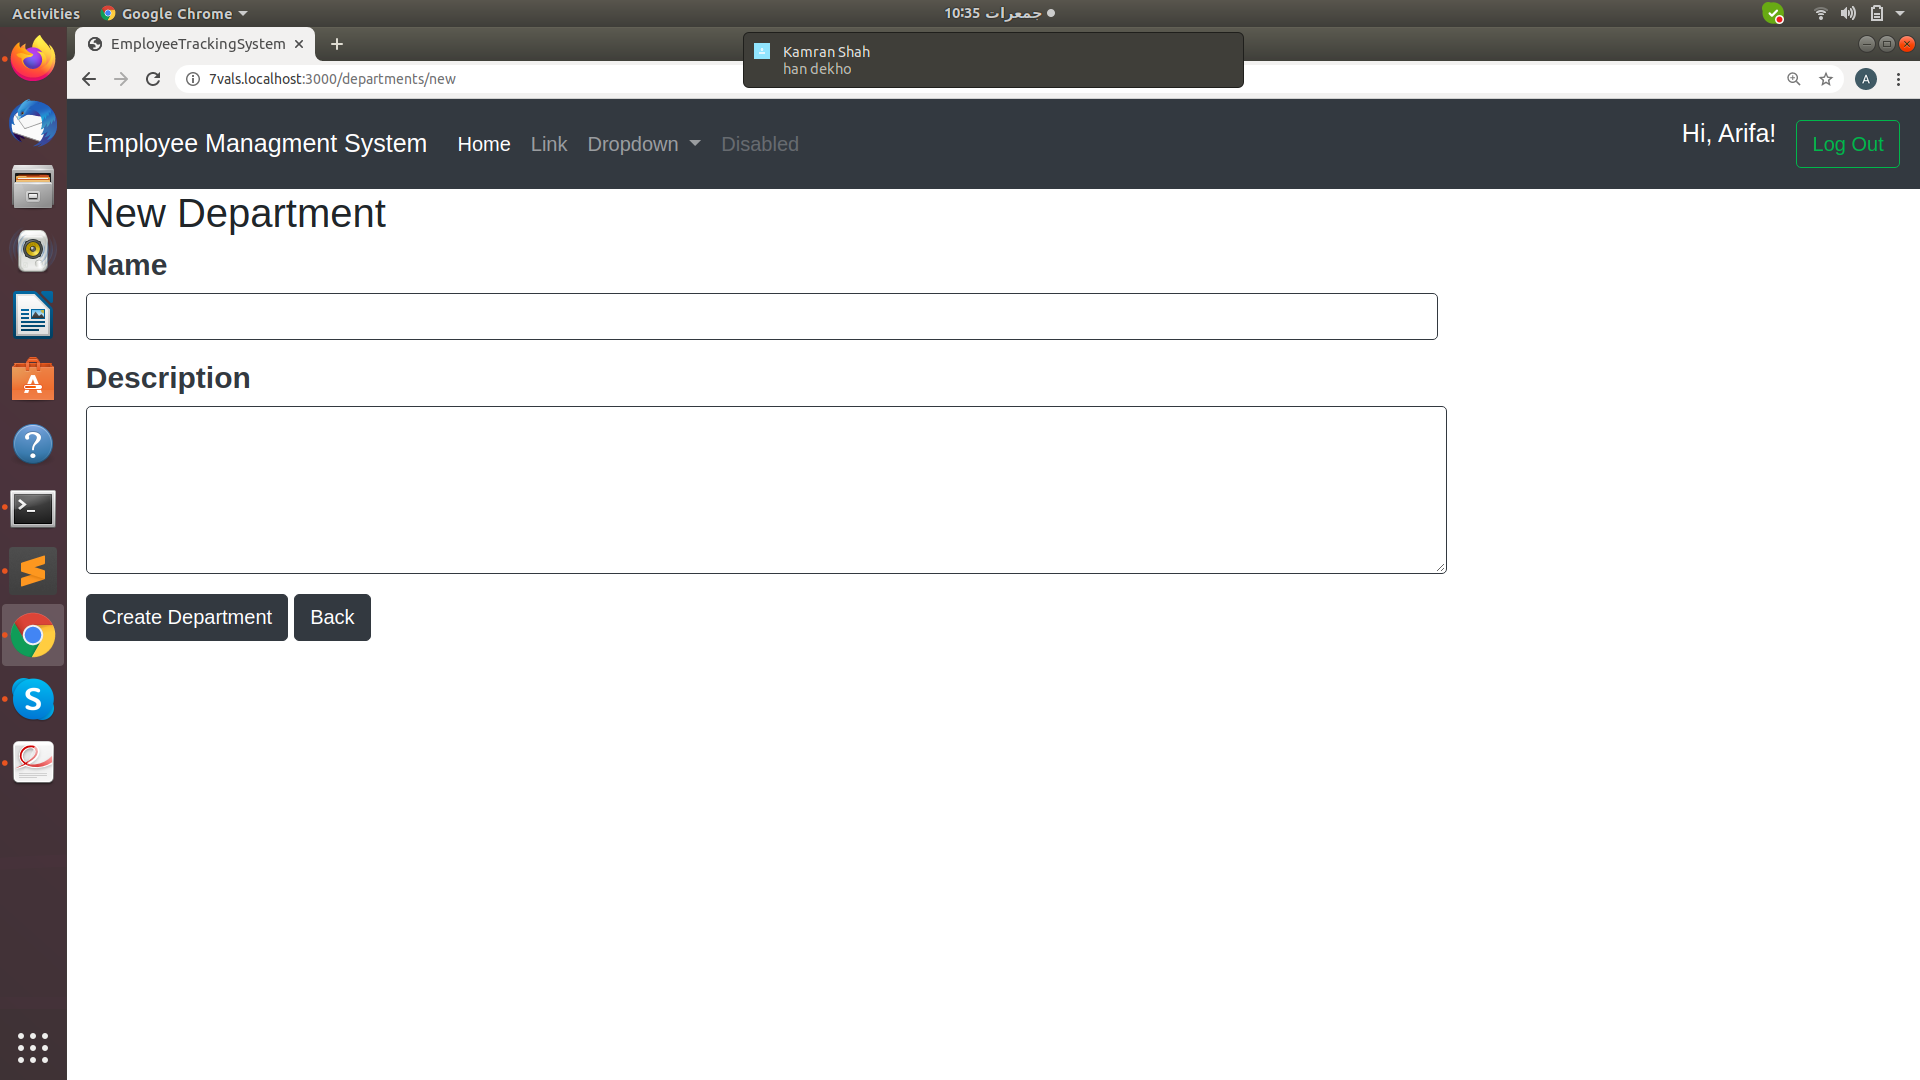 Activities
Google Chrome
جمعرات 10:35
EmployeeTrackingSystem
Kamran Shah
han dekho
7vals.localhost:3000/departments/new
A
Employee Managment System
Home
Link
Dropdown
Disabled
Hi, Arifa!
Log Out
New Department
Name
Description
Create Department
Back